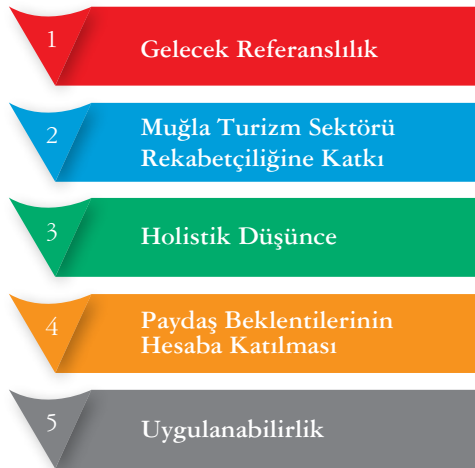 1
Gelecek Referanslılık
2
Muğla Turizm Sektörü
Rekabetçiliğine Katkı
3
Holistik Düşünce
4
Paydaş Beklentilerinin
Hesaba Katılması
5
Uygulanabilirlik